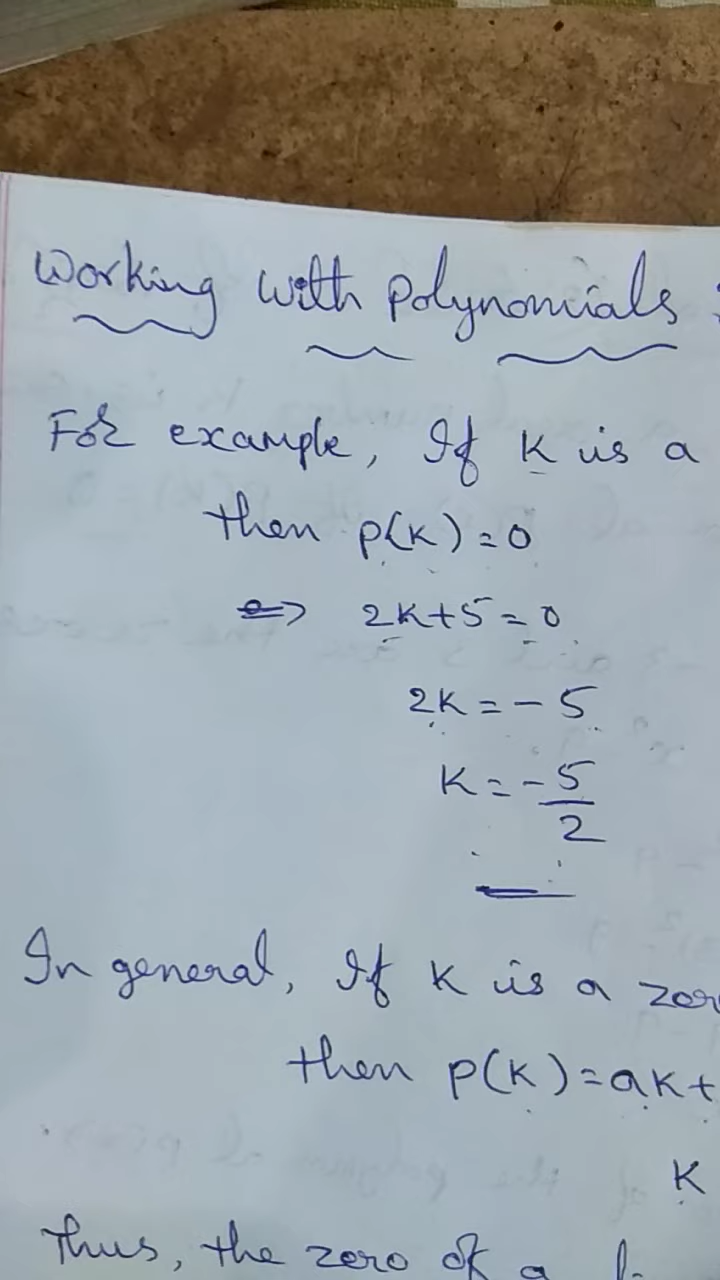 Working with polynomials :
For example, If K is a
then p(K)=0
=> 2K+5=0
2K=-5
K=-5/2
In general, If K is a zer
then p(K)=aK+
K
Thus, the zero of a